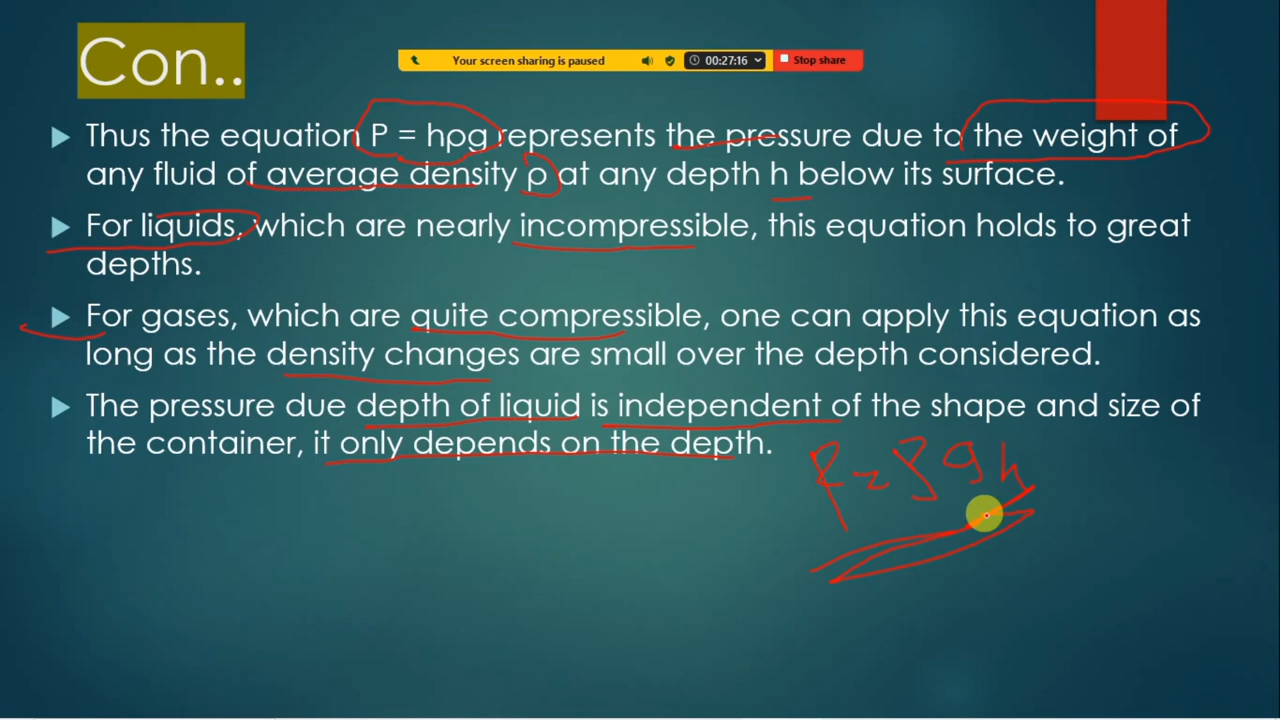 Con..
Your screen sharing is paused
00:27:16
Stop share
Thus the equation P = hρg represents the pressure due to the weight of
any fluid of average density ρ at any depth h below its surface.
For liquids, which are nearly incompressible, this equation holds to great
depths.
For gases, which are quite compressible, one can apply this equation as
long as the density changes are small over the depth considered.
The pressure due depth of liquid is independent of the shape and size of
the container, it only depends on the depth.
P = ρgh